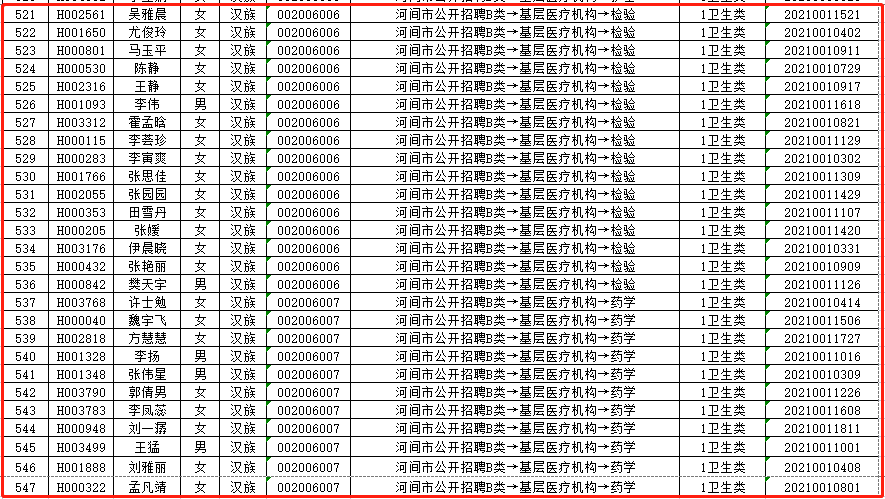 521 H002561 吴雅晨 女 汉族 002006006 河间市公开招聘B类→基层医疗机构→检验 1卫生类 20210011521
522 H001650 尤俊玲 女 汉族 002006006 河间市公开招聘B类→基层医疗机构→检验 1卫生类 20210010402
523 H000801 马玉平 女 汉族 002006006 河间市公开招聘B类→基层医疗机构→检验 1卫生类 20210010911
524 H000530 陈静 女 汉族 002006006 河间市公开招聘B类→基层医疗机构→检验 1卫生类 20210010729
525 H002316 王静 女 汉族 002006006 河间市公开招聘B类→基层医疗机构→检验 1卫生类 20210010917
526 H001093 李伟 男 汉族 002006006 河间市公开招聘B类→基层医疗机构→检验 1卫生类 20210011618
527 H003312 霍孟晗 女 汉族 002006006 河间市公开招聘B类→基层医疗机构→检验 1卫生类 20210010821
528 H000115 李荟珍 女 汉族 002006006 河间市公开招聘B类→基层医疗机构→检验 1卫生类 20210011129
529 H000283 李寅爽 女 汉族 002006006 河间市公开招聘B类→基层医疗机构→检验 1卫生类 20210010302
530 H001766 张思佳 女 汉族 002006006 河间市公开招聘B类→基层医疗机构→检验 1卫生类 20210011309
531 H002055 张园园 女 汉族 002006006 河间市公开招聘B类→基层医疗机构→检验 1卫生类 20210011429
532 H000353 田雪丹 女 汉族 002006006 河间市公开招聘B类→基层医疗机构→检验 1卫生类 20210011107
533 H000205 张媛 女 汉族 002006006 河间市公开招聘B类→基层医疗机构→检验 1卫生类 20210011420
534 H003176 伊晨晓 女 汉族 002006006 河间市公开招聘B类→基层医疗机构→检验 1卫生类 20210010331
535 H000432 张艳丽 女 汉族 002006006 河间市公开招聘B类→基层医疗机构→检验 1卫生类 20210010909
536 H000842 樊天宇 男 汉族 002006006 河间市公开招聘B类→基层医疗机构→检验 1卫生类 20210011126
537 H003768 许士勉 女 汉族 002006007 河间市公开招聘B类→基层医疗机构→药学 1卫生类 20210010414
538 H000040 魏宇飞 女 汉族 002006007 河间市公开招聘B类→基层医疗机构→药学 1卫生类 20210011506
539 H002818 方慧慧 女 汉族 002006007 河间市公开招聘B类→基层医疗机构→药学 1卫生类 20210011727
540 H001328 李扬 男 汉族 002006007 河间市公开招聘B类→基层医疗机构→药学 1卫生类 20210011016
541 H001348 张伟星 男 汉族 002006007 河间市公开招聘B类→基层医疗机构→药学 1卫生类 20210010309
542 H003790 郭倩男 女 汉族 002006007 河间市公开招聘B类→基层医疗机构→药学 1卫生类 20210011226
543 H003783 李凤蕊 女 汉族 002006007 河间市公开招聘B类→基层医疗机构→药学 1卫生类 20210011608
544 H000948 刘一孱 女 汉族 002006007 河间市公开招聘B类→基层医疗机构→药学 1卫生类 20210011811
545 H003499 王猛 男 汉族 002006007 河间市公开招聘B类→基层医疗机构→药学 1卫生类 20210011001
546 H001888 刘雅丽 女 汉族 002006007 河间市公开招聘B类→基层医疗机构→药学 1卫生类 20210010408
547 H000322 孟凡靖 女 汉族 002006007 河间市公开招聘B类→基层医疗机构→药学 1卫生类 20210010801